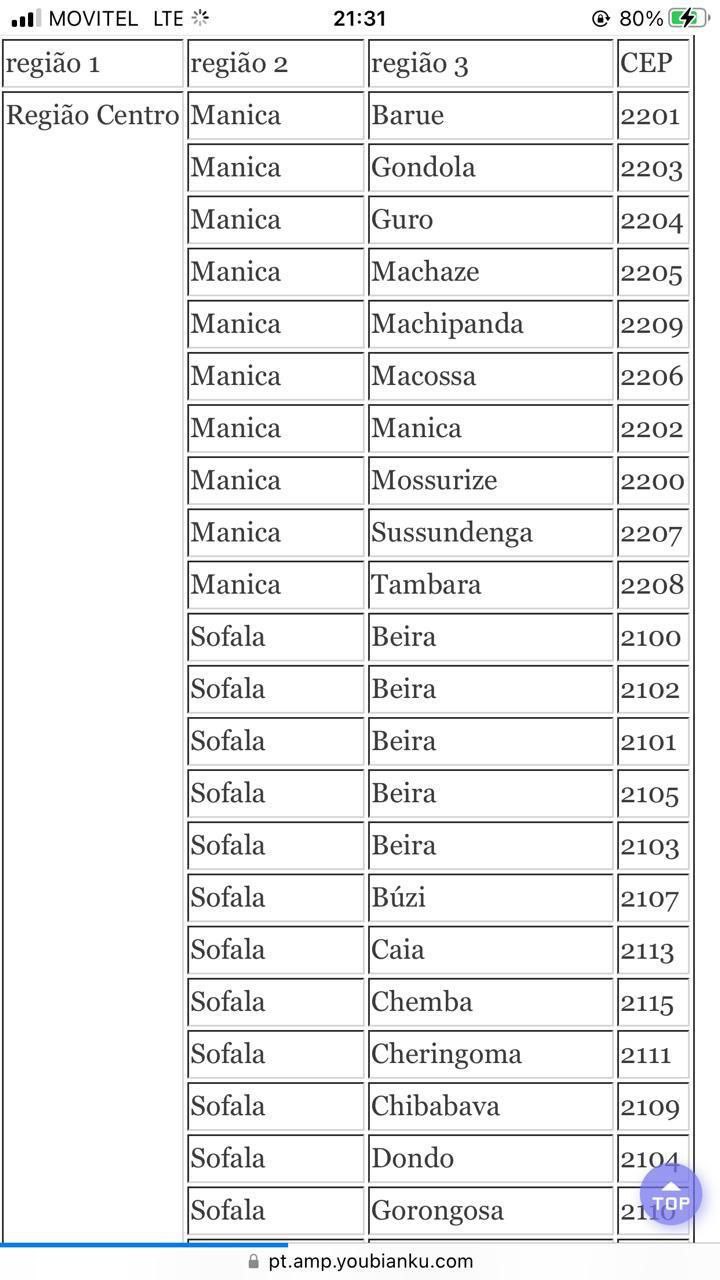 MOVITEL LTE 21:31 80%
região 1 região 2 região 3 CEP
Região Centro Manica Barue 2201
Manica Gondola 2203
Manica Guro 2204
Manica Machaze 2205
Manica Machipanda 2209
Manica Macossa 2206
Manica Manica 2202
Manica Mossurize 2200
Manica Sussundenga 2207
Manica Tambara 2208
Sofala Beira 2100
Sofala Beira 2102
Sofala Beira 2101
Sofala Beira 2105
Sofala Beira 2103
Sofala Búzi 2107
Sofala Caia 2113
Sofala Chemba 2115
Sofala Cheringoma 2111
Sofala Chibabava 2109
Sofala Dondo 2104
Sofala Gorongosa 2110
TOP
pt.amp.youbianku.com